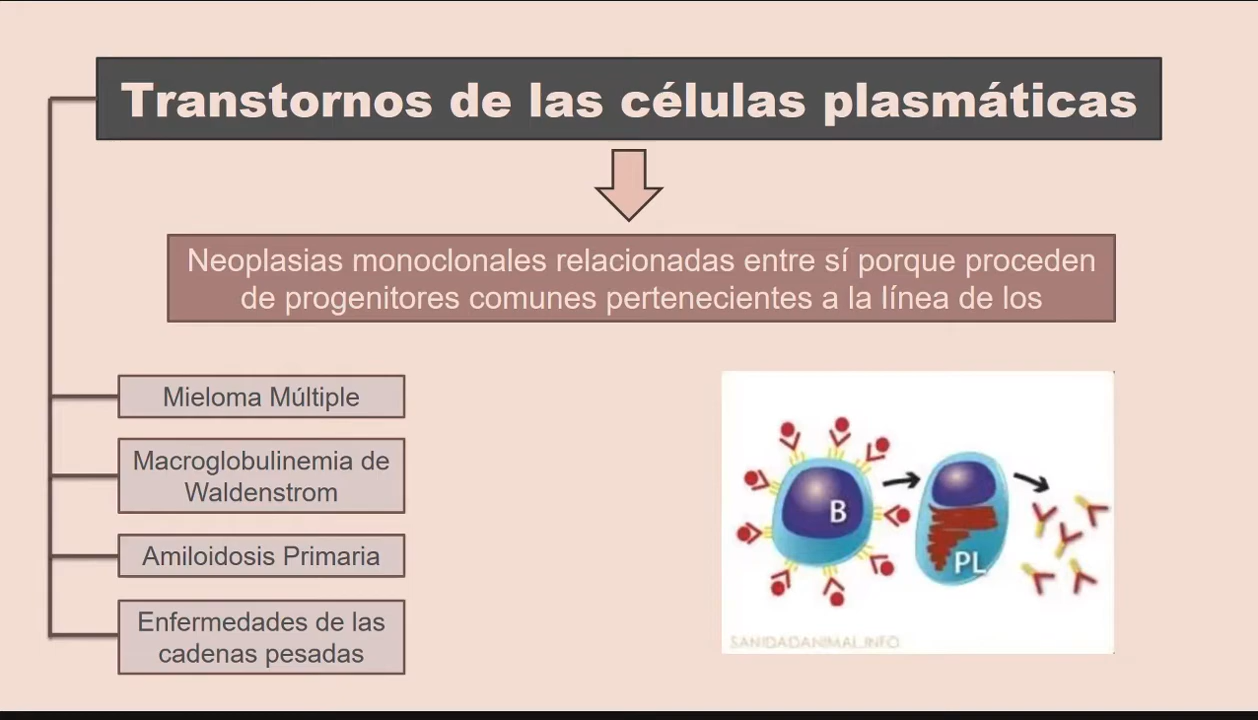 Transtornos de las células plasmáticas
Neoplasias monoclonales relacionadas entre sí porque proceden
de progenitores comunes pertenecientes a la línea de los
Mieloma Múltiple
Macroglobulinemia de
Waldenstrom
Amiloidosis Primaria
Enfermedades de las
cadenas pesadas
B
PL
SANIDADANIMAL.INFO